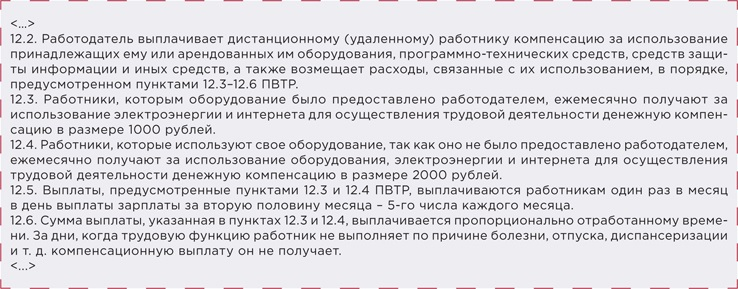 <...>
12.2. Работодатель выплачивает дистанционному (удаленному) работнику компенсацию за использование
принадлежащих ему или арендованных им оборудования, программно-технических средств, средств защи-
ты информации и иных средств, а также возмещает расходы, связанные с их использованием, в порядке,
предусмотренном пунктами 12.3–12.6 ПВТР.
12.3. Работники, которым оборудование было предоставлено работодателем, ежемесячно получают за
использование электроэнергии и интернета для осуществления трудовой деятельности денежную компен-
сацию в размере 1000 рублей.
12.4. Работники, которые используют свое оборудование, так как оно не было предоставлено работодателем,
ежемесячно получают за использование оборудования, электроэнергии и интернета для осуществления
трудовой деятельности денежную компенсацию в размере 2000 рублей.
12.5. Выплаты, предусмотренные пунктами 12.3 и 12.4 ПВТР, выплачиваются работникам один раз в месяц
в день выплаты зарплаты за вторую половину месяца – 5-го числа каждого месяца.
12.6. Сумма выплаты, указанная в пунктах 12.3 и 12.4, выплачивается пропорционально отработанному време-
ни. За дни, когда трудовую функцию работник не выполняет по причине болезни, отпуска, диспансеризации
и т. д. компенсационную выплату он не получает.
<...>